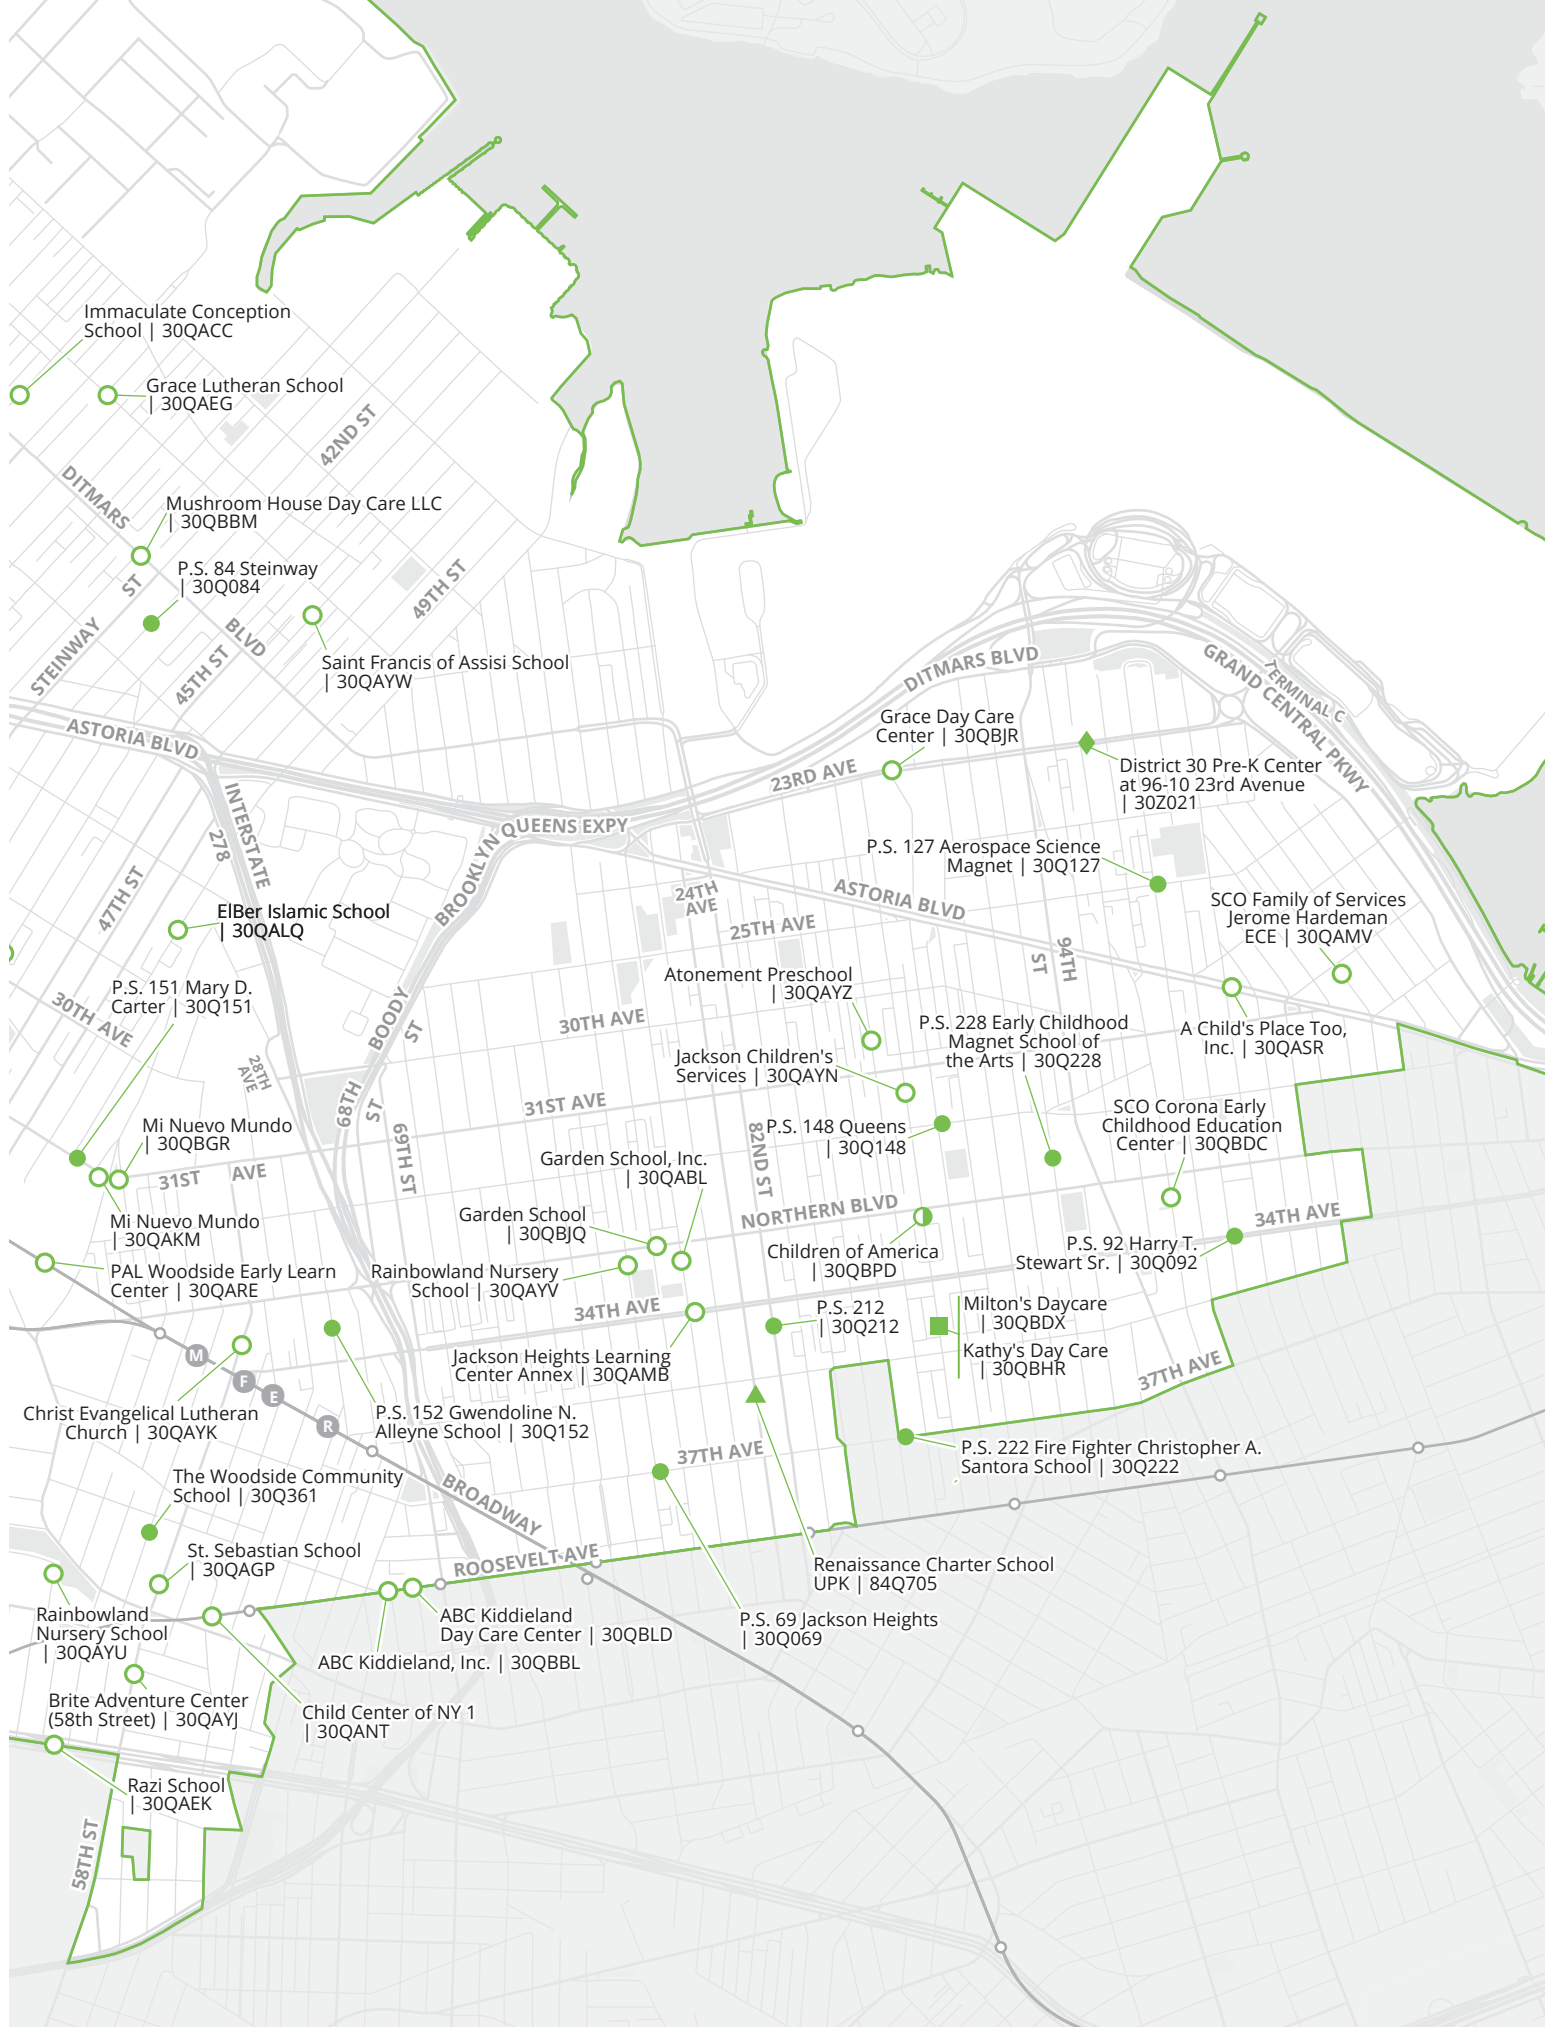 Immaculate Conception
School | 30QACC
Grace Lutheran School
| 30QAEG
42ND ST
DITMARS
Mushroom House Day Care LLC
| 30QBBM
P.S. 84 Steinway
| 30Q084
ST
49TH ST
STEINWAY
BLVD
45TH ST
Saint Francis of Assisi School
| 30QAYW
DITMARS BLVD
GRAND CENTRAL PKWY
TERMINAL C
ASTORIA BLVD
Grace Day Care
Center | 30QBJR
23RD AVE
District 30 Pre-K Center
at 96-10 23rd Avenue
| 30Z021
INTERSTATE
278
BROOKLYN QUEENS EXPY
P.S. 127 Aerospace Science
Magnet | 30Q127
47TH ST
24TH
AVE
ASTORIA BLVD
25TH AVE
SCO Family of Services
Jerome Hardeman
ECE | 30QAMV
ElBer Islamic School
| 30QALQ
94TH
ST
Atonement Preschool
| 30QAYZ
P.S. 151 Mary D.
Carter | 30Q151
30TH AVE
BOODY
ST
30TH AVE
P.S. 228 Early Childhood
Magnet School of
the Arts | 30Q228
A Child's Place Too,
Inc. | 30QASR
28TH
AVE
Jackson Children's
Services | 30QAYN
68TH
ST
31ST AVE
SCO Corona Early
Childhood Education
Center | 30QBDC
Mi Nuevo Mundo
| 30QBGR
69TH ST
82ND ST
P.S. 148 Queens
| 30Q148
31ST AVE
Garden School, Inc.
| 30QABL
Mi Nuevo Mundo
| 30QAKM
Garden School
| 30QBJQ
NORTHERN BLVD
34TH AVE
PAL Woodside Early Learn
Center | 30QARE
Rainbowland Nursery
School | 30QAYV
Children of America
| 30QBPD
P.S. 92 Harry T.
Stewart Sr. | 30Q092
34TH AVE
P.S. 212
| 30Q212
Milton's Daycare
| 30QBDX
Kathy's Day Care
| 30QBHR
M
F
E
R
Jackson Heights Learning
Center Annex | 30QAMB
37TH AVE
Christ Evangelical Lutheran
Church | 30QAYK
P.S. 152 Gwendoline N.
Alleyne School | 30Q152
37TH AVE
P.S. 222 Fire Fighter Christopher A.
Santora School | 30Q222
The Woodside Community
School | 30Q361
BROADWAY
St. Sebastian School
| 30QAGP
ROOSEVELT AVE
Renaissance Charter School
UPK | 84Q705
Rainbowland
Nursery School
| 30QAYU
ABC Kiddieland
Day Care Center | 30QBLD
P.S. 69 Jackson Heights
| 30Q069
ABC Kiddieland, Inc. | 30QBBL
Brite Adventure Center
(58th Street) | 30QAYJ
Child Center of NY 1
| 30QANT
Razi School
| 30QAEK
58TH ST